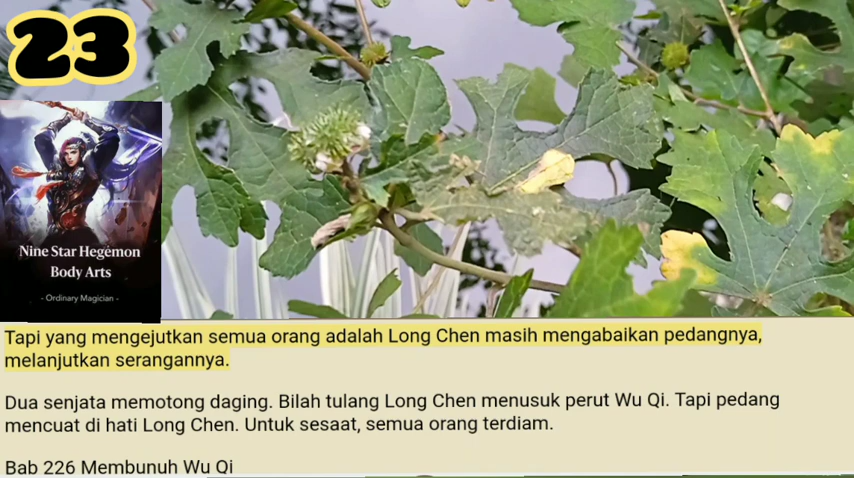 23
Nine Star Hegemon
Body Arts
- Ordinary Magician -
Tapi yang mengejutkan semua orang adalah Long Chen masih mengabaikan pedangnya,
melanjutkan serangannya.
Dua senjata memotong daging. Bilah tulang Long Chen menusuk perut Wu Qi. Tapi pedang
mencuat di hati Long Chen. Untuk sesaat, semua orang terdiam.
Bab 226 Membunuh Wu Qi